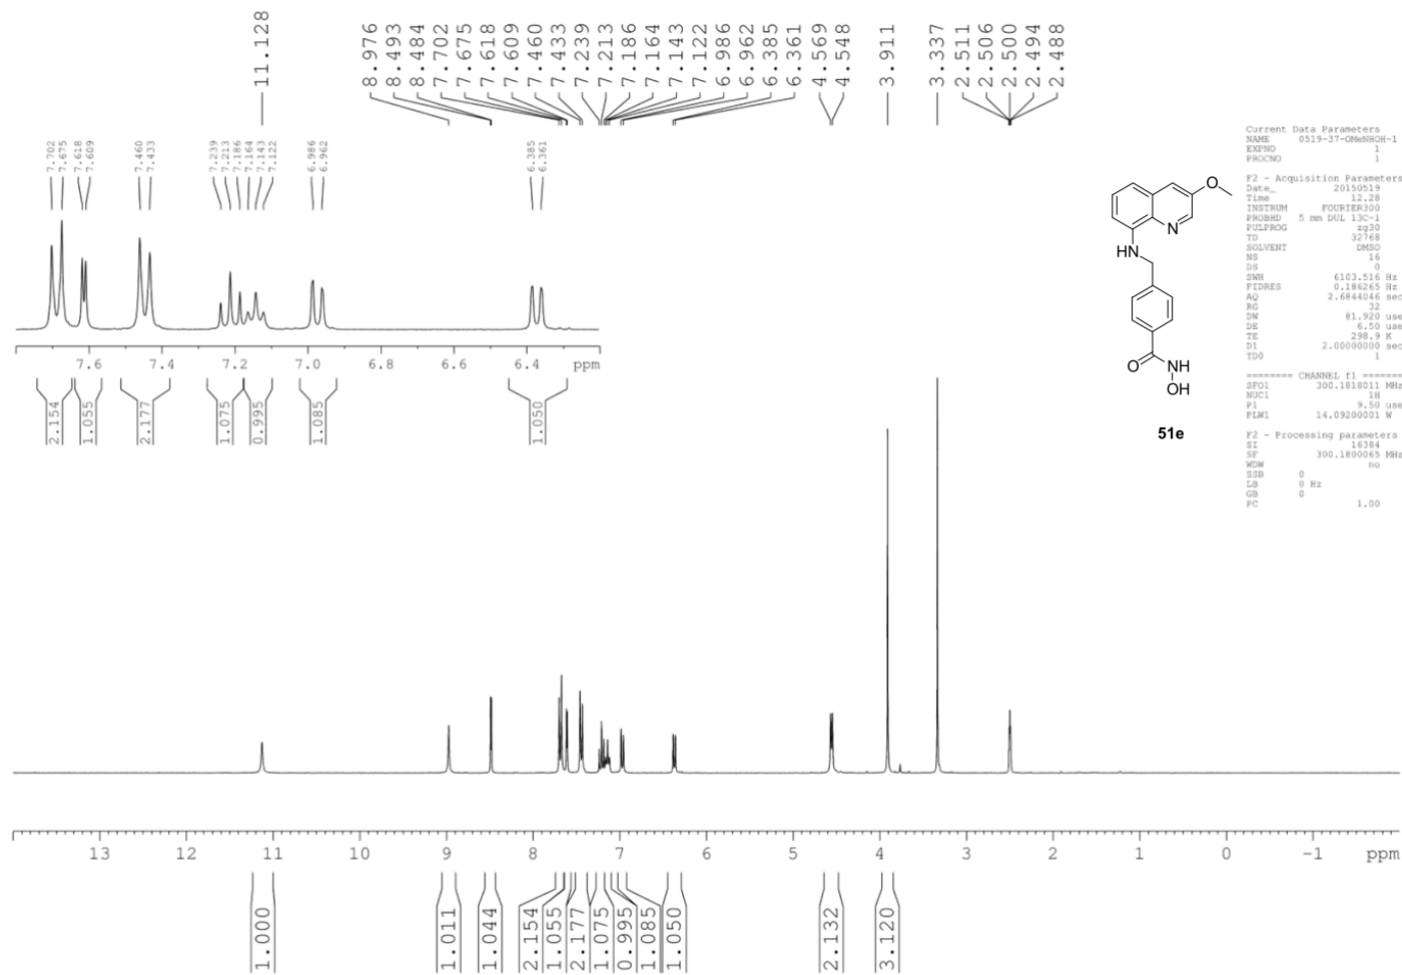 11.128
8.976
8.493
8.484
7.702
7.675
7.618
7.609
7.460
7.433
7.239
7.213
7.186
7.164
7.143
7.122
6.986
6.962
6.385
6.361
4.569
4.548
3.911
3.337
2.511
2.506
2.500
2.494
2.488
7.702
7.675
7.618
7.609
7.460
7.433
7.239
7.213
7.186
7.164
7.143
7.122
6.986
6.962
6.385
6.361
7.6 7.4 7.2 7.0 6.8 6.6 6.4 ppm
2.154
1.055
2.177
1.075
0.995
1.085
1.050
O
N
HN
O
NH
OH
51e
Current Data Parameters
NAME 0519-37-OMeNHOH-1
EXPNO 1
PROCNO 1
F2 - Acquisition Parameters
Date_ 20150519
Time 12.28
INSTRUM FOURIER300
PROBHD 5 mm DUL 13C-1
PULPROG zg30
TD 32768
SOLVENT DMSO
NS 16
DS 0
SWH 6103.516 Hz
FIDRES 0.186265 Hz
AQ 2.6844046 sec
RG 32
DW 81.920 use
DE 6.50 use
TE 298.9 K
D1 2.00000000 sec
TD0 1
======== CHANNEL f1 =======
SFO1 300.1818011 MHz
NUC1 1H
P1 9.50 use
PLW1 14.09200001 W
F2 - Processing parameters
SI 16384
SF 300.1800065 MHz
WDW no
SSB 0
LB 0 Hz
GB 0
PC 1.00
13 12 11 10 9 8 7 6 5 4 3 2 1 0 -1 ppm
1.000
1.011
1.044
2.154
1.055
2.177
1.075
0.995
1.085
1.050
2.132
3.120